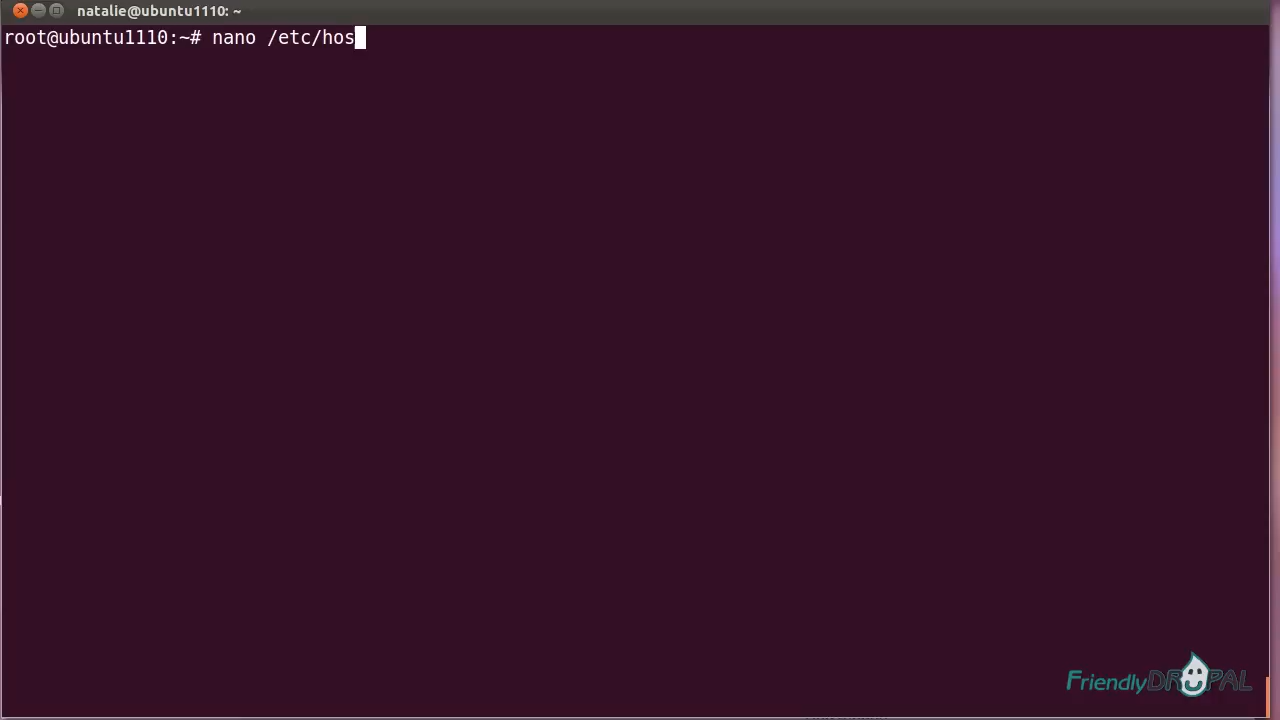 natalie@ubuntu1110: ~
root@ubuntu1110:~# nano /etc/hos
FriendlyDRUPAL